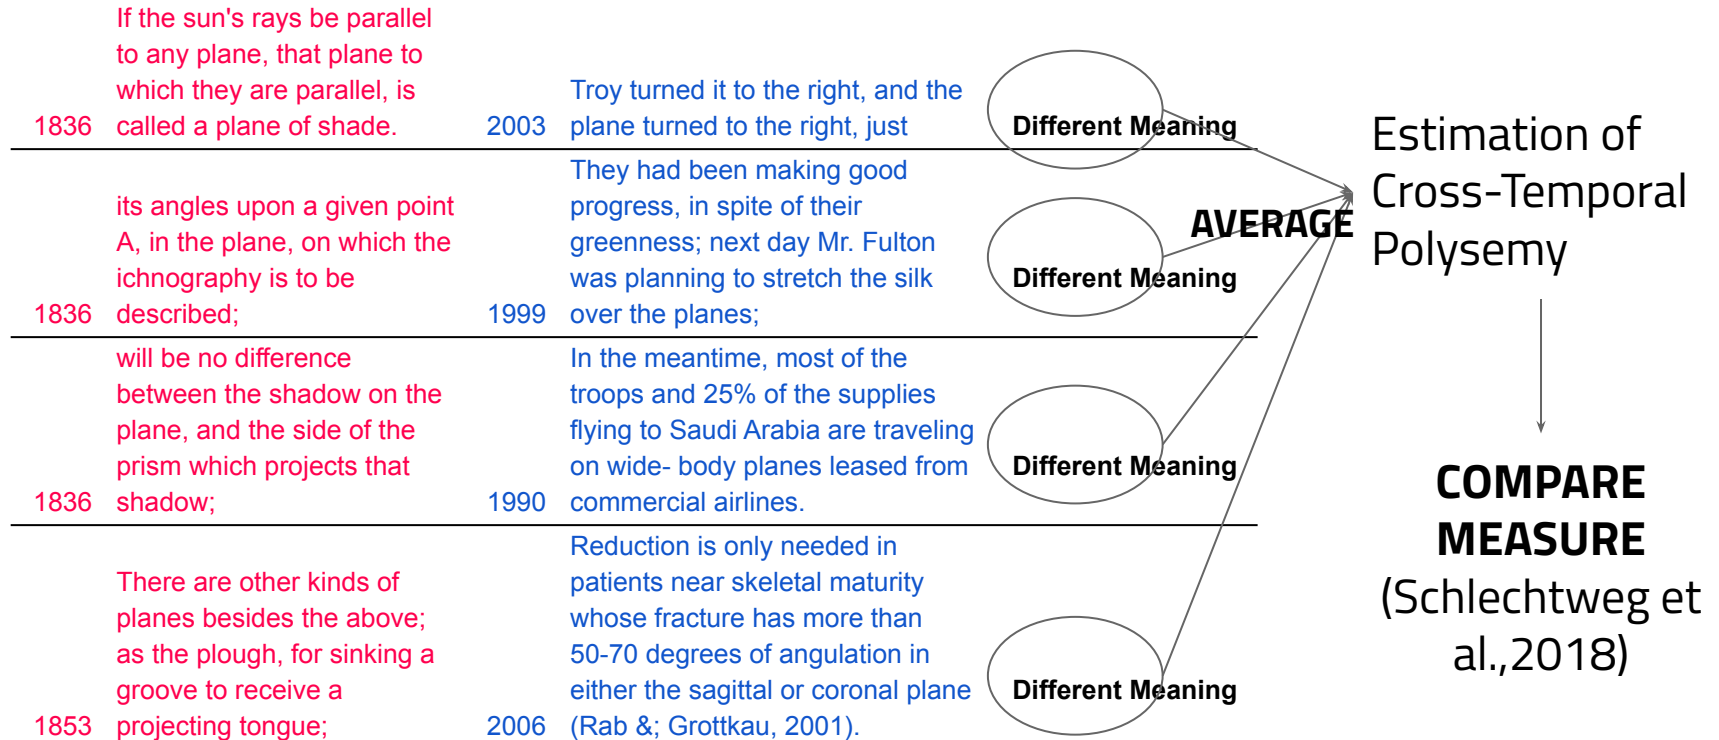 If the sun's rays be parallel
to any plane, that plane to
which they are parallel, is
1836 called a plane of shade.
Troy turned it to the right, and the
2003 plane turned to the right, just
Different Meaning
its angles upon a given point
A, in the plane, on which the
ichnography is to be
1836 described;
They had been making good
progress, in spite of their
greenness; next day Mr. Fulton
was planning to stretch the silk
1999 over the planes;
Different Meaning
will be no difference
between the shadow on the
plane, and the side of the
prism which projects that
1836 shadow;
In the meantime, most of the
troops and 25% of the supplies
flying to Saudi Arabia are traveling
on wide- body planes leased from
1990 commercial airlines.
Different Meaning
There are other kinds of
planes besides the above;
as the plough, for sinking a
groove to receive a
1853 projecting tongue;
Reduction is only needed in
patients near skeletal maturity
whose fracture has more than
50-70 degrees of angulation in
either the sagittal or coronal plane
2006 (Rab &; Grottkau, 2001).
Different Meaning
AVERAGE
Estimation of
Cross-Temporal
Polysemy
COMPARE
MEASURE
(Schlechtweg et
al.,2018)